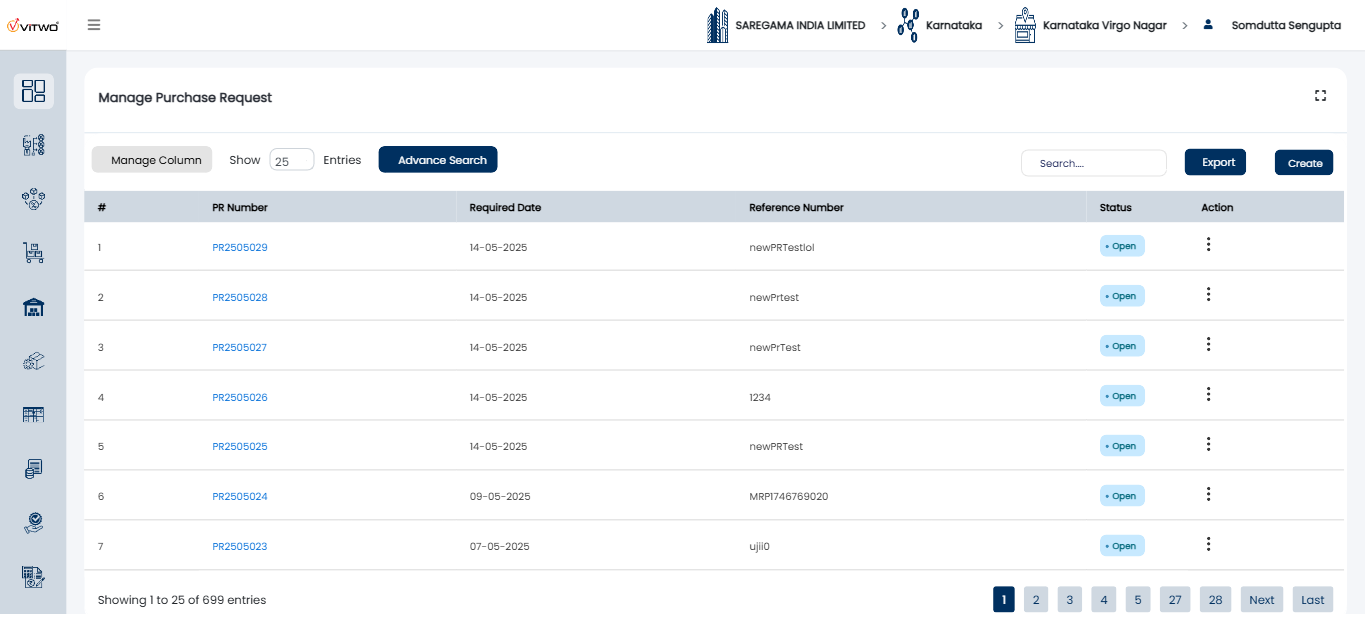 VITWO
SAREGAMA INDIA LIMITED > Karnataka > Karnataka Virgo Nagar > Somdutta Sengupta
Manage Purchase Request
Manage Column Show 25 Entries Advance Search Search.... Export Create
# PR Number Required Date Reference Number Status Action
1 PR2505029 14-05-2025 newPRTestlol Open
2 PR2505028 14-05-2025 newPrtest Open
3 PR2505027 14-05-2025 newPrTest Open
4 PR2505026 14-05-2025 1234 Open
5 PR2505025 14-05-2025 newPRTest Open
6 PR2505024 09-05-2025 MRP1746769020 Open
7 PR2505023 07-05-2025 ujii0 Open
Showing 1 to 25 of 699 entries 1 2 3 4 5 27 28 Next Last